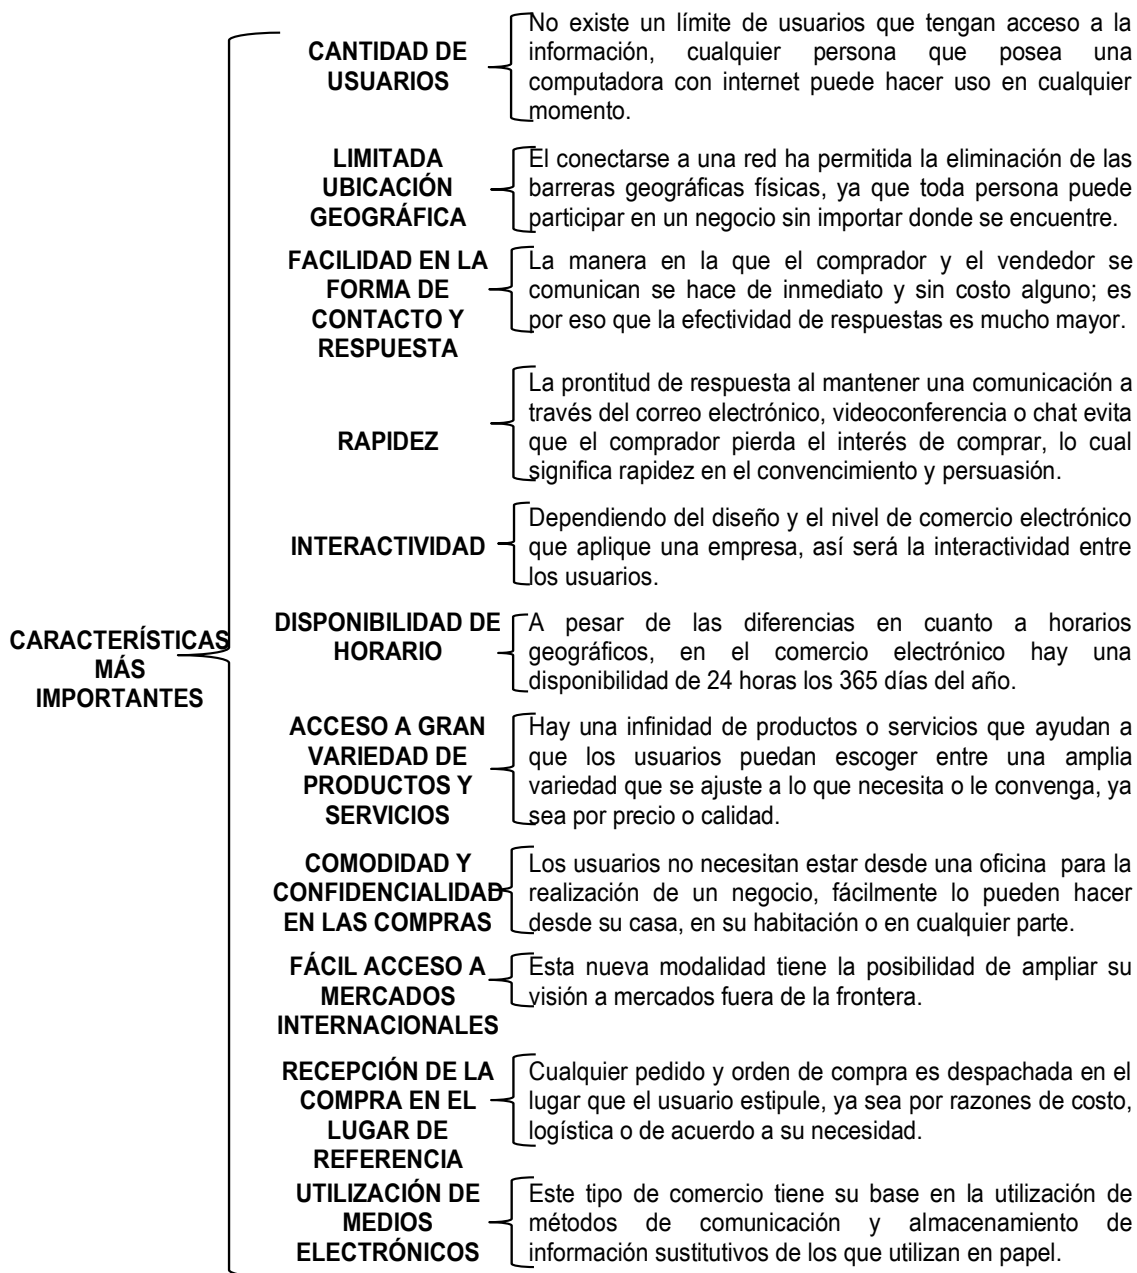 CARACTERÍSTICAS
MÁS
IMPORTANTES
CANTIDAD DE
USUARIOS
No existe un límite de usuarios que tengan acceso a la
información, cualquier persona que posea una
computadora con internet puede hacer uso en cualquier
momento.
LIMITADA
UBICACIÓN
GEOGRÁFICA
El conectarse a una red ha permitida la eliminación de las
barreras geográficas físicas, ya que toda persona puede
participar en un negocio sin importar donde se encuentre.
FACILIDAD EN LA
FORMA DE
CONTACTO Y
RESPUESTA
La manera en la que el comprador y el vendedor se
comunican se hace de inmediato y sin costo alguno; es
por eso que la efectividad de respuestas es mucho mayor.
RAPIDEZ
La prontitud de respuesta al mantener una comunicación a
través del correo electrónico, videoconferencia o chat evita
que el comprador pierda el interés de comprar, lo cual
significa rapidez en el convencimiento y persuasión.
INTERACTIVIDAD
Dependiendo del diseño y el nivel de comercio electrónico
que aplique una empresa, así será la interactividad entre
los usuarios.
DISPONIBILIDAD DE
HORARIO
A pesar de las diferencias en cuanto a horarios
geográficos, en el comercio electrónico hay una
disponibilidad de 24 horas los 365 días del año.
ACCESO A GRAN
VARIEDAD DE
PRODUCTOS Y
SERVICIOS
Hay una infinidad de productos o servicios que ayudan a
que los usuarios puedan escoger entre una amplia
variedad que se ajuste a lo que necesita o le convenga, ya
sea por precio o calidad.
COMODIDAD Y
CONFIDENCIALIDAD
EN LAS COMPRAS
Los usuarios no necesitan estar desde una oficina para la
realización de un negocio, fácilmente lo pueden hacer
desde su casa, en su habitación o en cualquier parte.
FÁCIL ACCESO A
MERCADOS
INTERNACIONALES
Esta nueva modalidad tiene la posibilidad de ampliar su
visión a mercados fuera de la frontera.
RECEPCIÓN DE LA
COMPRA EN EL
LUGAR DE
REFERENCIA
Cualquier pedido y orden de compra es despachada en el
lugar que el usuario estipule, ya sea por razones de costo,
logística o de acuerdo a su necesidad.
UTILIZACIÓN DE
MEDIOS
ELECTRÓNICOS
Este tipo de comercio tiene su base en la utilización de
métodos de comunicación y almacenamiento de
información sustitutivos de los que utilizan en papel.